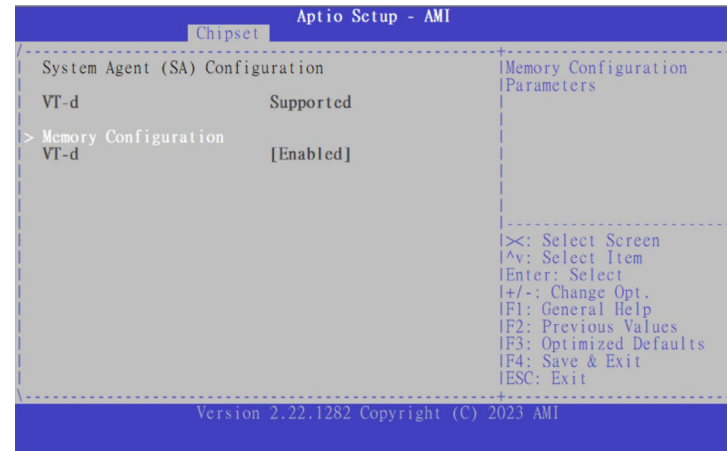 Aptio Setup - AMI
Chipset
System Agent (SA) Configuration
VT-d Supported
> Memory Configuration
VT-d [Enabled]
Memory Configuration
Parameters
><: Select Screen
^v: Select Item
Enter: Select
+/-: Change Opt.
F1: General Help
F2: Previous Values
F3: Optimized Defaults
F4: Save & Exit
ESC: Exit
Version 2.22.1282 Copyright (C) 2023 AMI